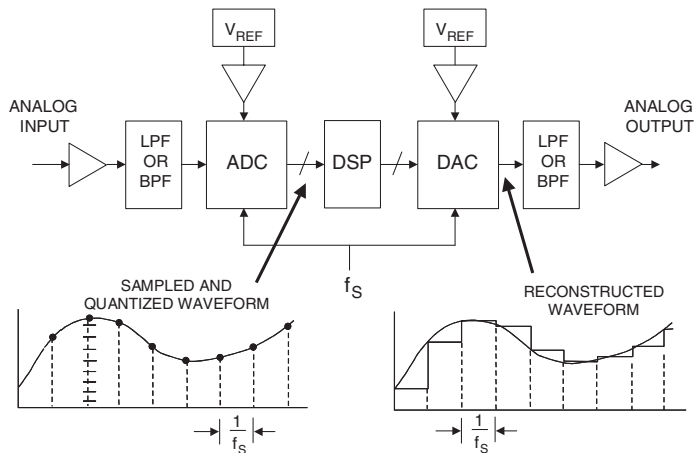 V_REF
V_REF
ANALOG
INPUT
LPF
OR
BPF
ADC
DSP
DAC
LPF
OR
BPF
ANALOG
OUTPUT
f_S
SAMPLED AND
QUANTIZED WAVEFORM
RECONSTRUCTED
WAVEFORM
1
f_S
1
f_S